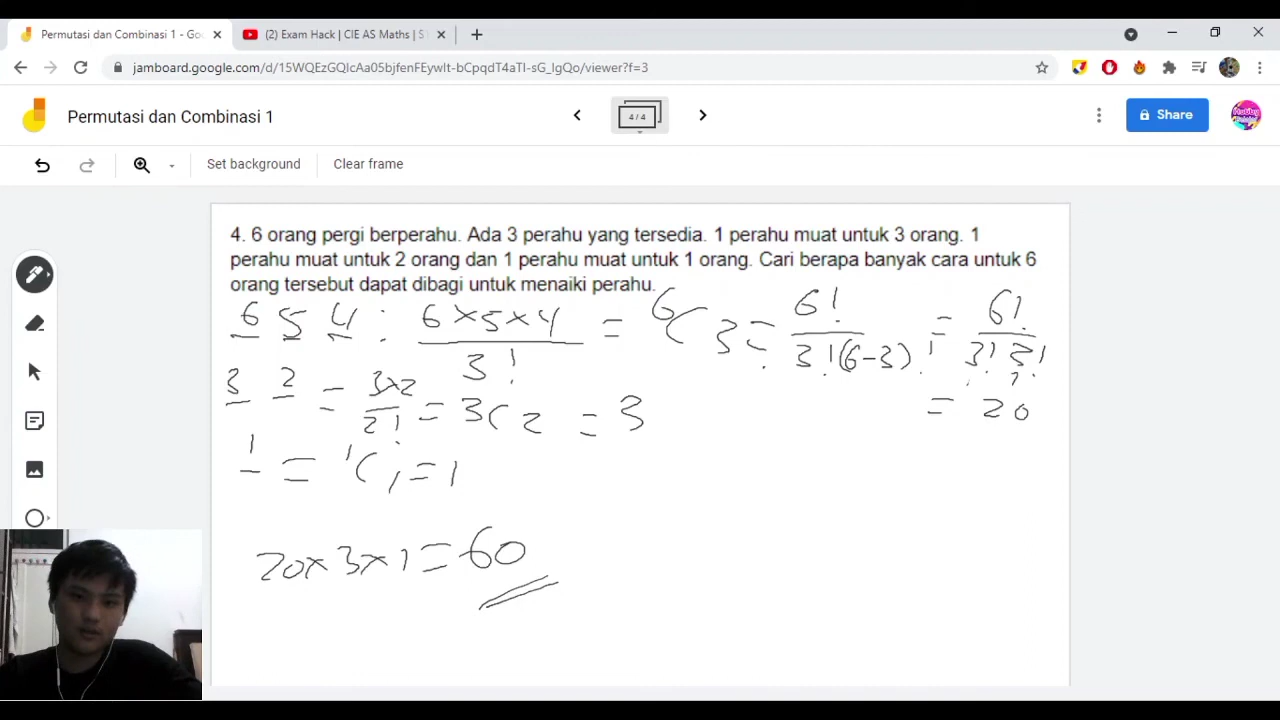 Permutasi dan Combinasi 1 - Goo
(2) Exam Hack | CIE AS Maths | S1
jamboard.google.com/d/15WQEzGQIcAa05bjfenFEywIt-bCpqdT4aTI-sG_IgQo/viewer?f=3
Permutasi dan Combinasi 1
4/4
Share
Set background
Clear frame
4. 6 orang pergi berperahu. Ada 3 perahu yang tersedia. 1 perahu muat untuk 3 orang. 1
perahu muat untuk 2 orang dan 1 perahu muat untuk 1 orang. Cari berapa banyak cara untuk 6
orang tersebut dapat dibagi untuk menaiki perahu.
6 5 4 : 6×5×4 / 3! = 6C3 = 6! / 3!(6-3)! = 6! / 3! 3!
= 20
3 2 = 3×2 / 2! = 3C2 = 3
1 = 1C1 = 1
20×3×1=60